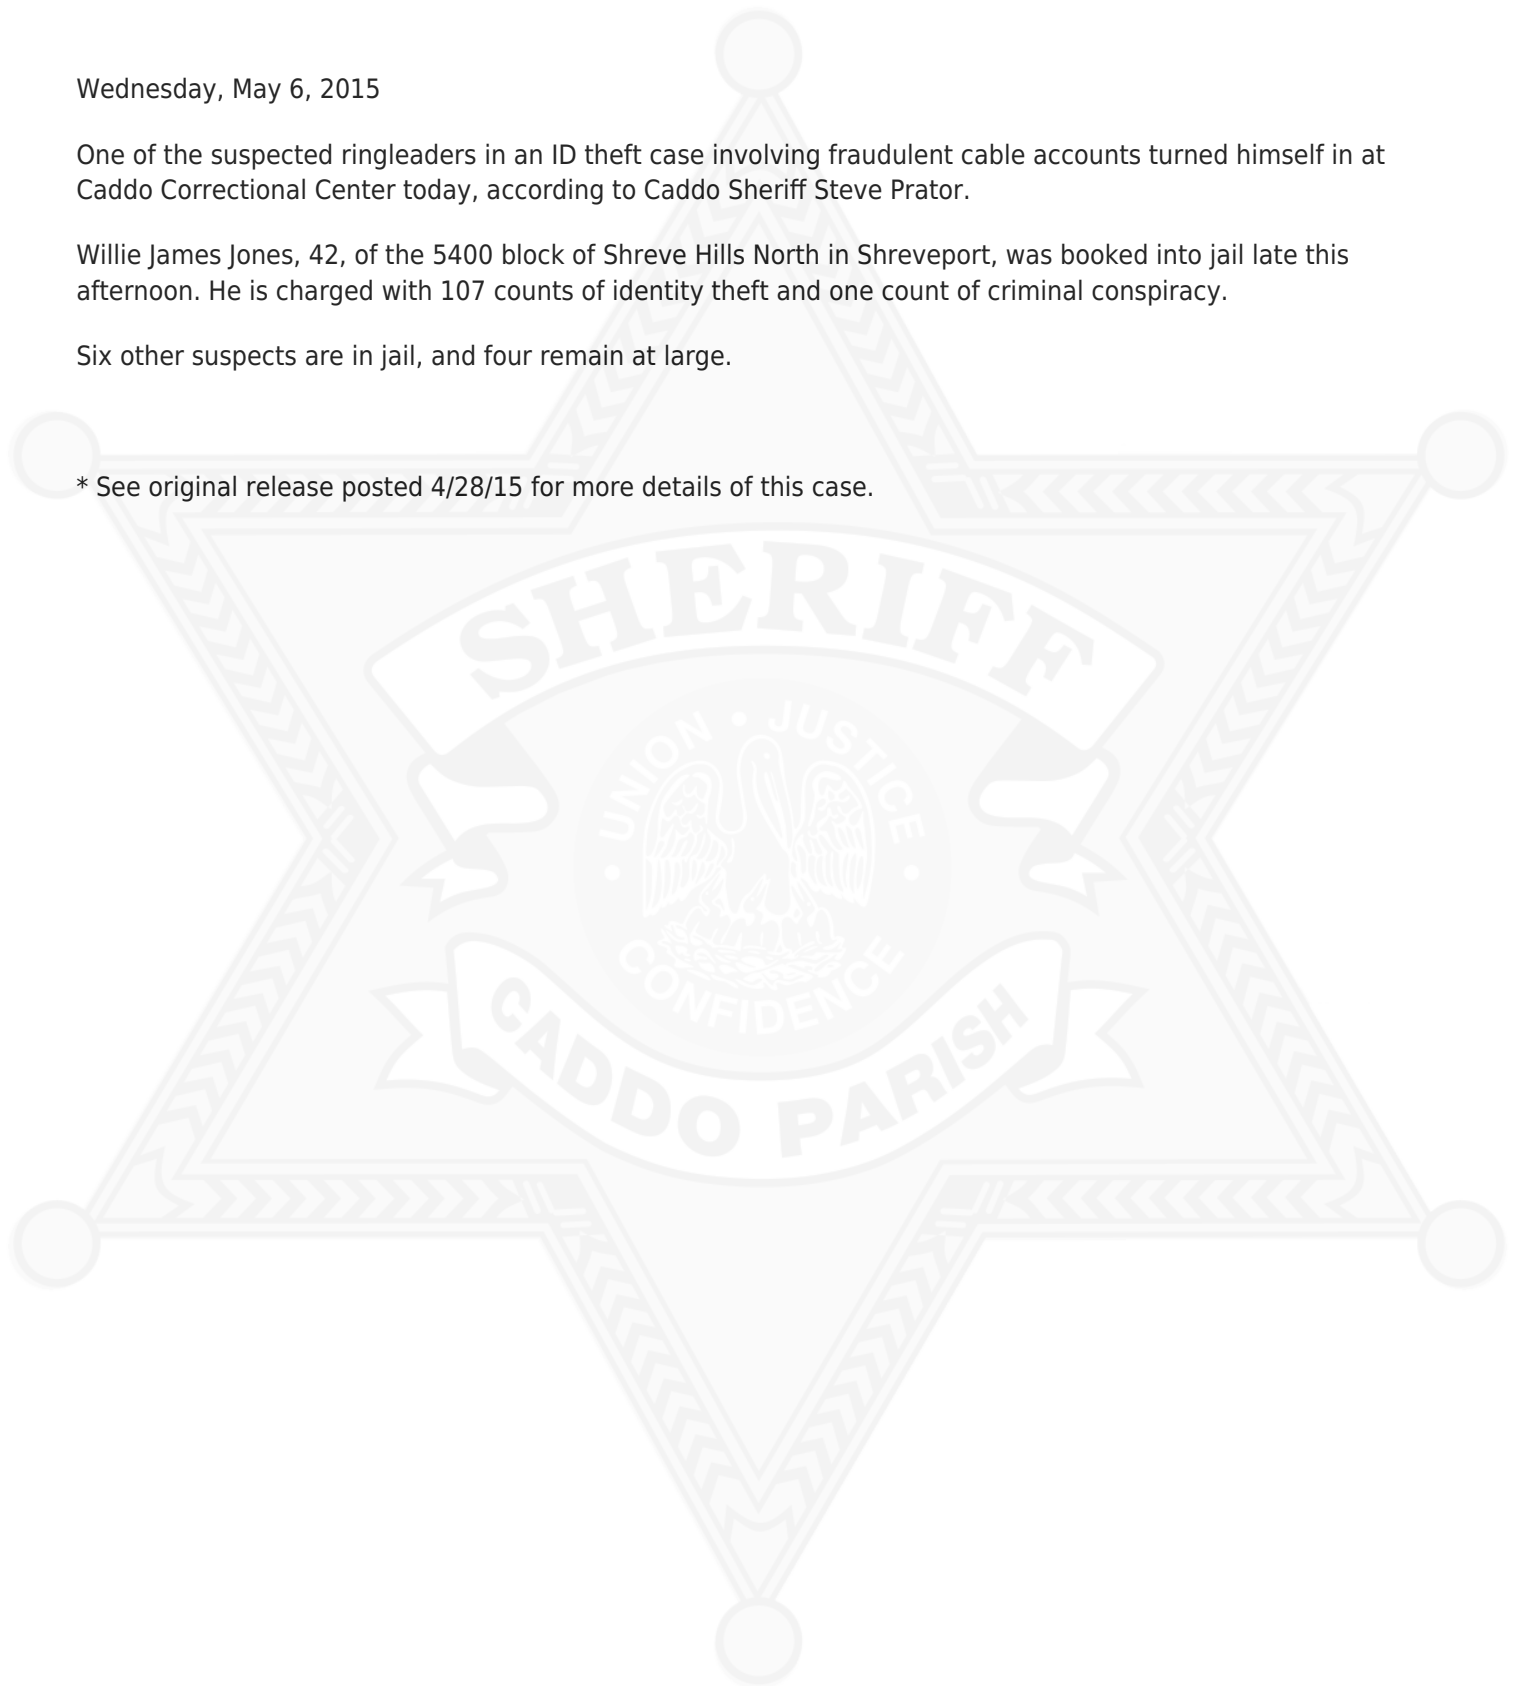 Wednesday, May 6, 2015
One of the suspected ringleaders in an ID theft case involving fraudulent cable accounts turned himself in at
Caddo Correctional Center today, according to Caddo Sheriff Steve Prator.
Willie James Jones, 42, of the 5400 block of Shreve Hills North in Shreveport, was booked into jail late this
afternoon. He is charged with 107 counts of identity theft and one count of criminal conspiracy.
Six other suspects are in jail, and four remain at large.
* See original release posted 4/28/15 for more details of this case.
SHERIFF
UNION • JUSTICE
• CONFIDENCE •
CADDO PARISH